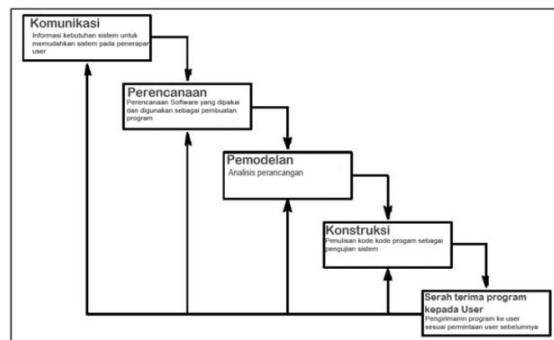 Komunikasi
Informasi kebutuhan sistem untuk
memudahkan sistem pada penerapan
user
Perencanaan
Perencanaan Software yang dipakai
dan digunakan sebagai pembuatan
program
Pemodelan
Analisis perancangan
Konstruksi
Penulisan kode kode progam sebagai
pengujian sistem
Serah terima program
kepada User
Pengirimamn program ke user
sesuai permintaan user sebelumnya